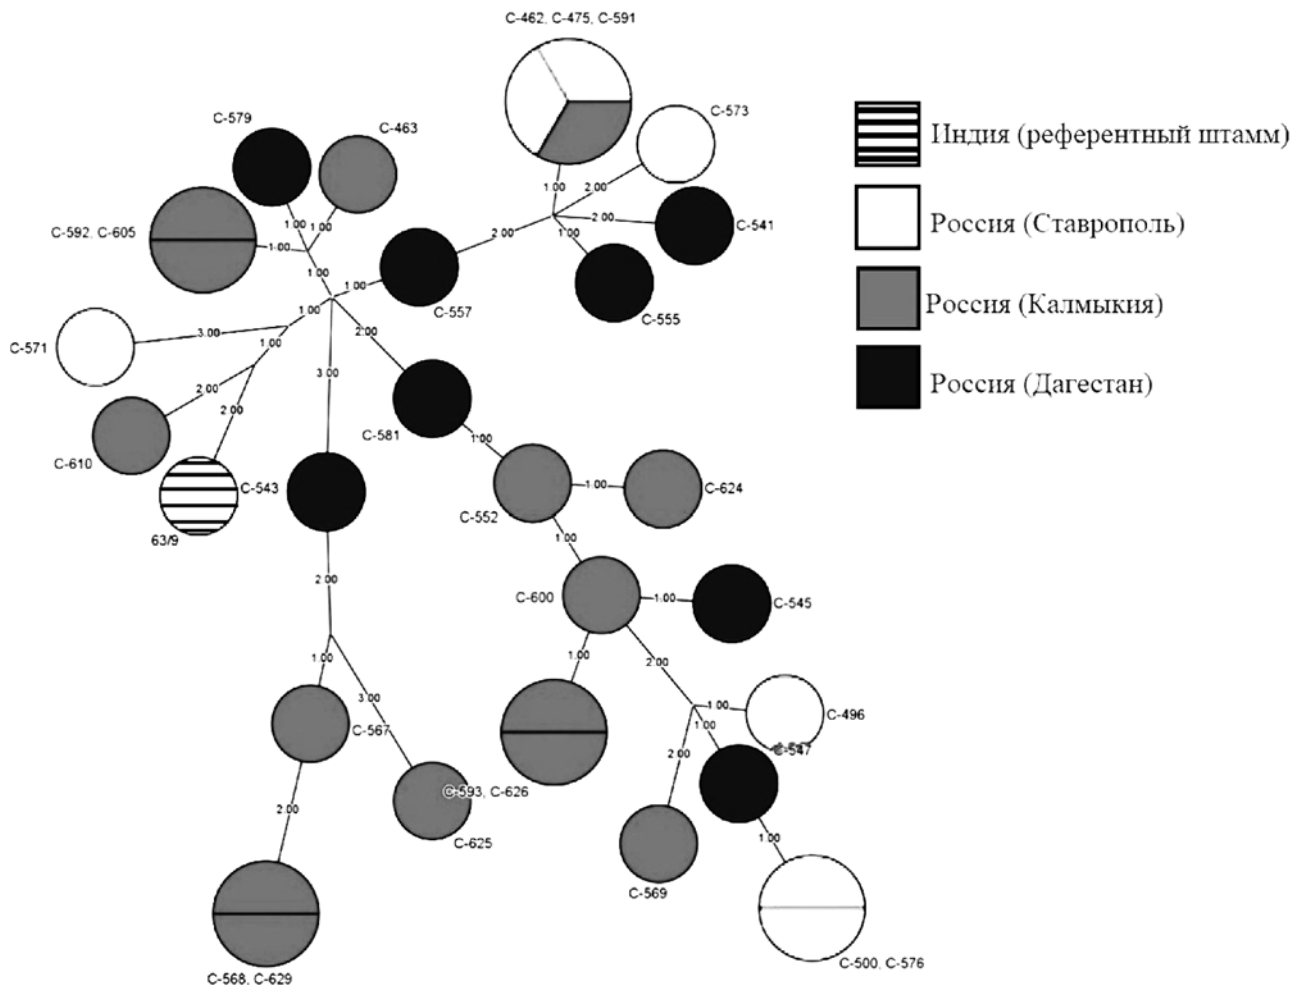 C-462, C-475, C-591
C-579
C-463
C-573
Индия (референтный штамм)
1.00
2.00
C-592, C-605
1.00
1.00
2.00
C-541
Россия (Ставрополь)
1.00
2.00
1.00
1.00
1.00
C-557
C-555
Россия (Калмыкия)
1.00
2.00
C-571
3.00
1.00
3.00
Россия (Дагестан)
2.00
2.00
C-581
1.00
C-610
C-543
C-552
1.00
C-624
63/9
1.00
2.00
C-600
1.00
C-545
1.00
1.00
2.00
3.00
1.00
C-496
C-567
1.00
C-547
2.00
C-593, C-626
2.00
C-625
1.00
C-569
C-568, C-629
C-500, C-576